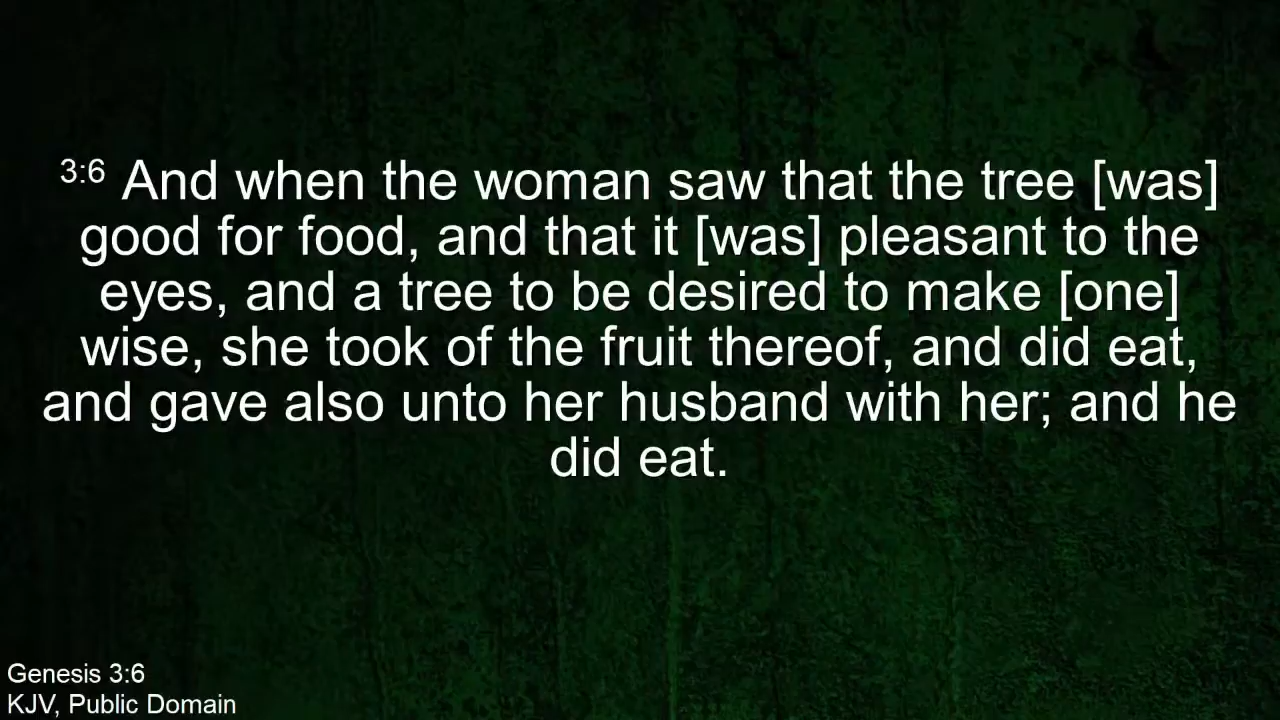 3:6 And when the woman saw that the tree [was]
good for food, and that it [was] pleasant to the
eyes, and a tree to be desired to make [one]
wise, she took of the fruit thereof, and did eat,
and gave also unto her husband with her; and he
did eat.
Genesis 3:6
KJV, Public Domain